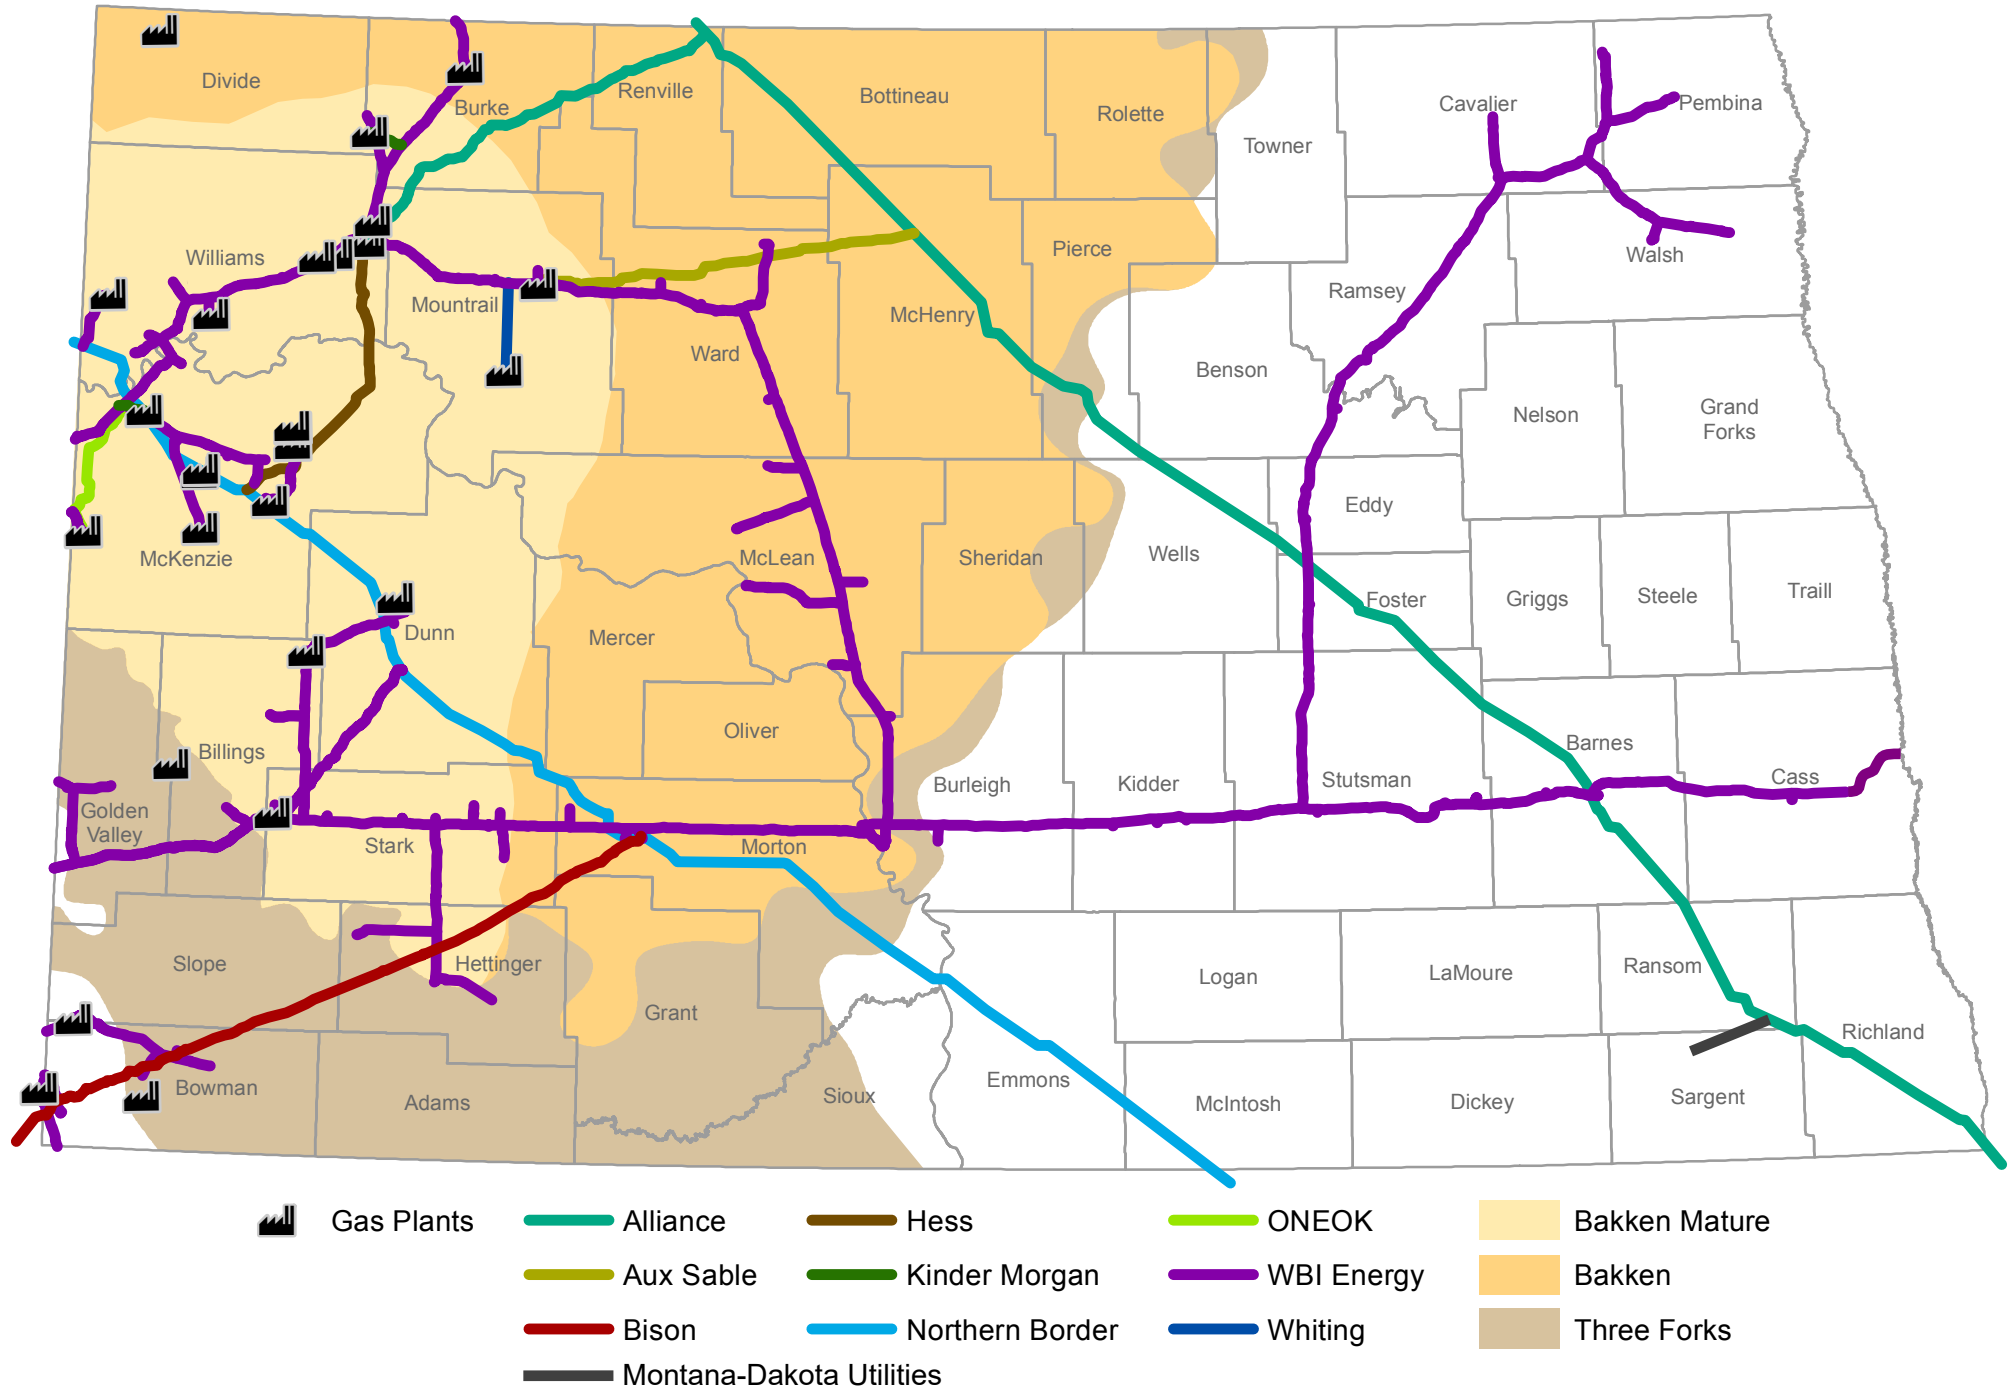 Divide
Burke
Renville
Bottineau
Rolette
Towner
Cavalier
Pembina
Williams
Mountrail
Ward
McHenry
Pierce
Ramsey
Walsh
Benson
Nelson
Grand
Forks
McKenzie
Dunn
Mercer
McLean
Sheridan
Wells
Eddy
Foster
Griggs
Steele
Traill
Billings
Golden
Valley
Oliver
Burleigh
Kidder
Stutsman
Barnes
Cass
Stark
Morton
Slope
Hettinger
Grant
Logan
LaMoure
Ransom
Richland
Bowman
Adams
Sioux
Emmons
McIntosh
Dickey
Sargent
Gas Plants
Alliance
Hess
ONEOK
Bakken Mature
Aux Sable
Kinder Morgan
WBI Energy
Bakken
Bison
Northern Border
Whiting
Three Forks
Montana-Dakota Utilities